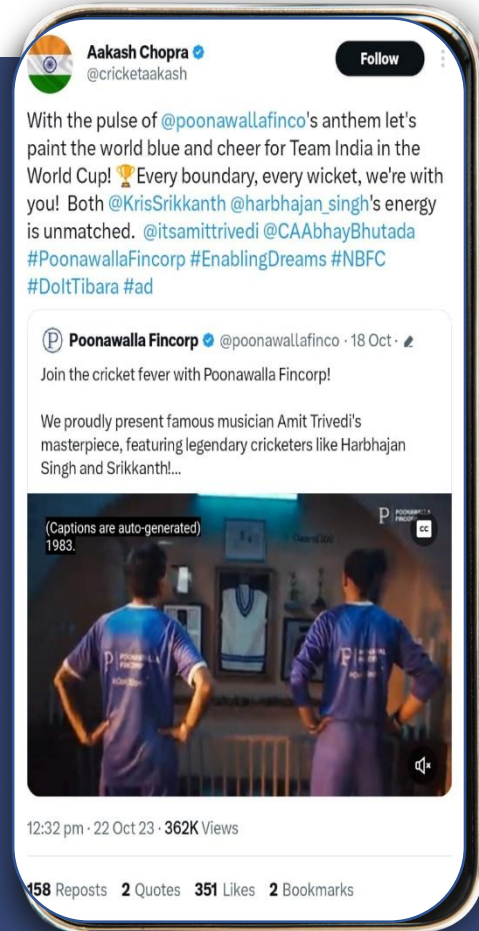 Aakash Chopra
@cricketaakash
Follow
With the pulse of @poonawallafinco's anthem let's
paint the world blue and cheer for Team India in the
World Cup! 🏆Every boundary, every wicket, we're with
you! Both @KrisSrikkanth @harbhajan_singh's energy
is unmatched. @itsamittrivedi @CAAbhayBhutada
#PoonawallaFincorp #EnablingDreams #NBFC
#DoItTibara #ad
Poonawalla Fincorp @poonawallafinco · 18 Oct ·
Join the cricket fever with Poonawalla Fincorp!
We proudly present famous musician Amit Trivedi's
masterpiece, featuring legendary cricketers like Harbhajan
Singh and Srikkanth!...
(Captions are auto-generated)
1983.
P
CC
12:32 pm · 22 Oct 23 · 362K Views
158 Reposts 2 Quotes 351 Likes 2 Bookmarks